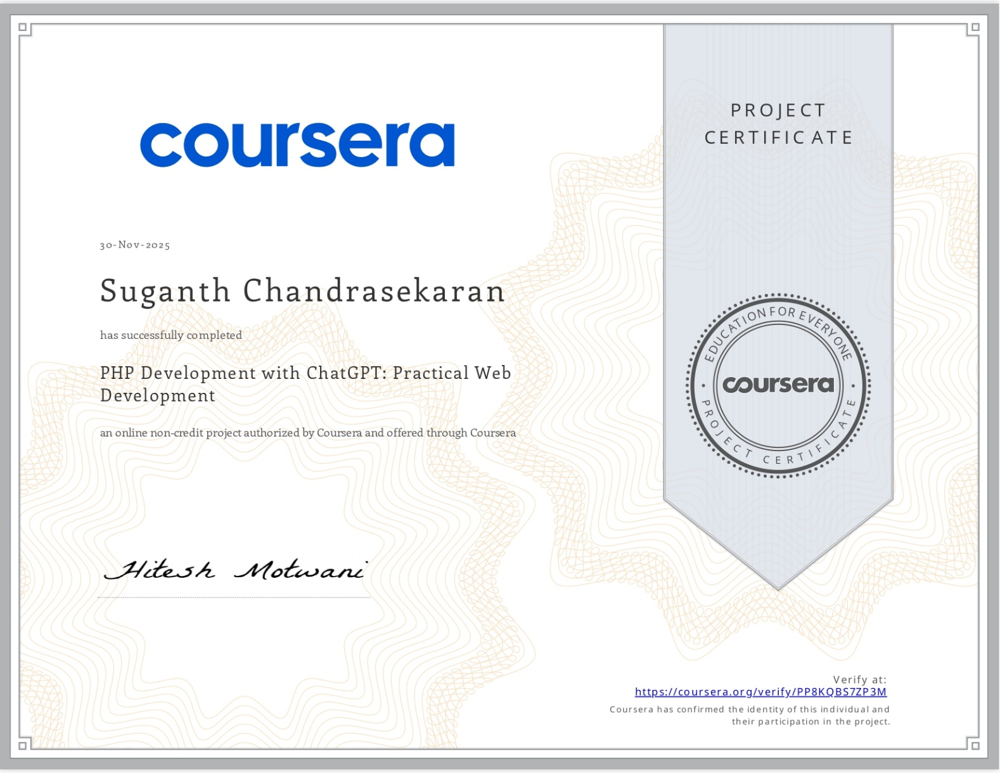 coursera
PROJECT
CERTIFICATE
30-Nov-2025
Suganth Chandrasekaran
has successfully completed
PHP Development with ChatGPT: Practical Web
Development
an online non-credit project authorized by Coursera and offered through Coursera
EDUCATION FOR EVERYONE
coursera
PROJECT CERTIFICATE
Hitesh Motwani
Verify at:
https://coursera.org/verify/PP8KQBS7ZP3M
Coursera has confirmed the identity of this individual and
their participation in the project.